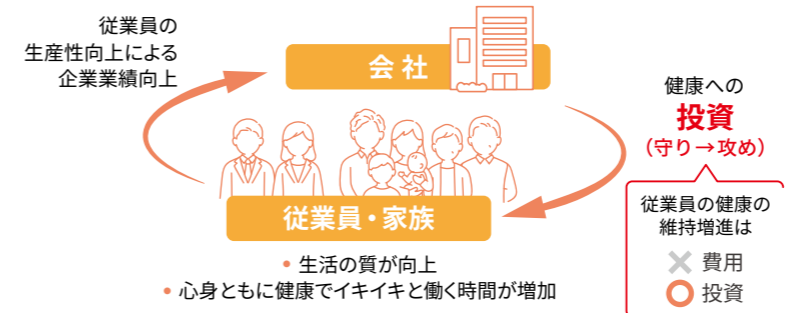 従業員の
生産性向上による
企業業績向上
会社
健康への
投資
（守り→攻め）
従業員の健康の
維持増進は
× 費用
○ 投資
従業員・家族
• 生活の質が向上
• 心身ともに健康でイキイキと働く時間が増加